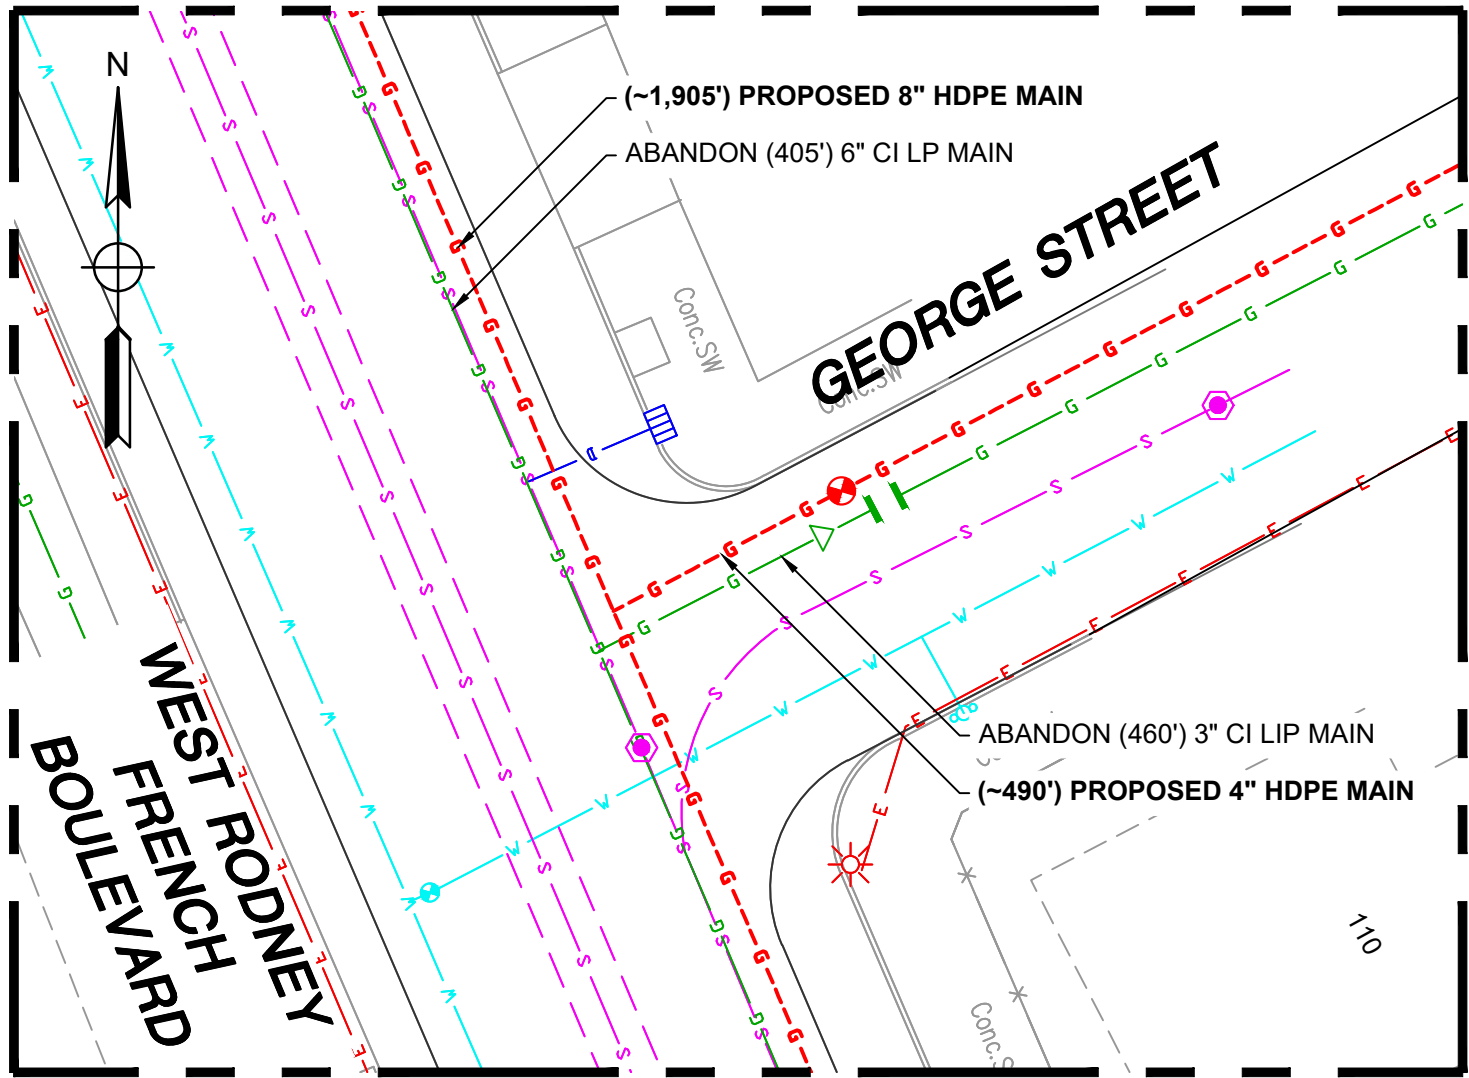 N
(~1,905') PROPOSED 8" HDPE MAIN
ABANDON (405') 6" CI LP MAIN
GEORGE STREET
Conc.SW
Conc.SW
ABANDON (460') 3" CI LIP MAIN
(~490') PROPOSED 4" HDPE MAIN
WEST RODNEY
FRENCH
BOULEVARD
110
Conc.S